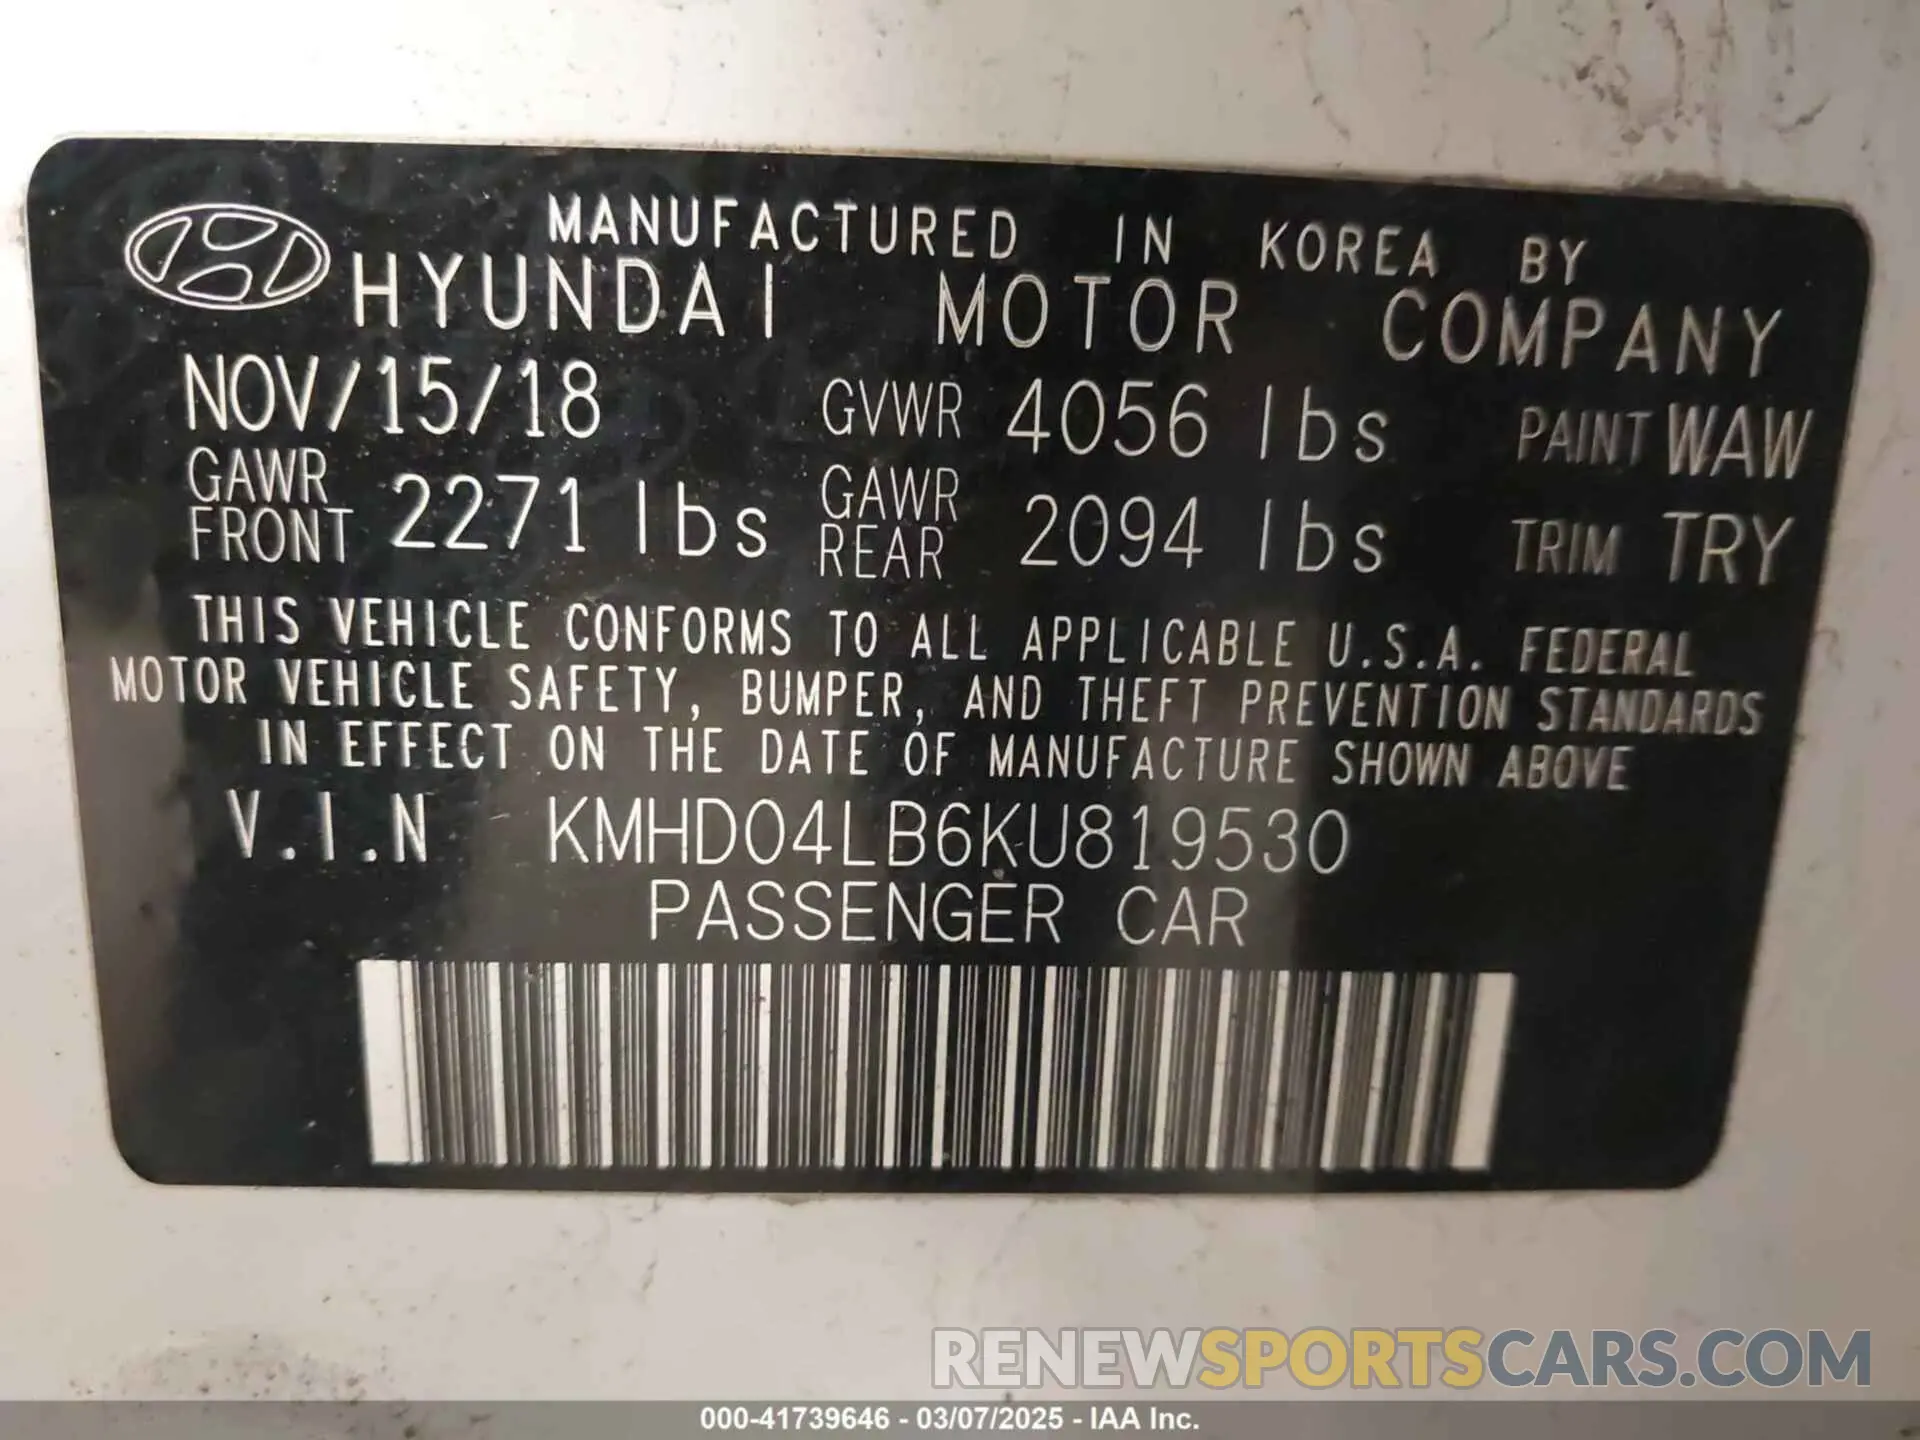 MANUFACTURED IN KOREA BY
HYUNDAI MOTOR COMPANY
NOV/15/18 GVWR 4056 lbs PAINT WAW
GAWR FRONT 2271 lbs GAWR REAR 2094 lbs TRIM TRY
THIS VEHICLE CONFORMS TO ALL APPLICABLE U.S.A. FEDERAL
MOTOR VEHICLE SAFETY, BUMPER, AND THEFT PREVENTION STANDARDS
IN EFFECT ON THE DATE OF MANUFACTURE SHOWN ABOVE
V.I.N KMHD04LB6KU819530
PASSENGER CAR
RENEWSPORTSCARS.COM
000-41739646 - 03/07/2025 - IAA Inc.